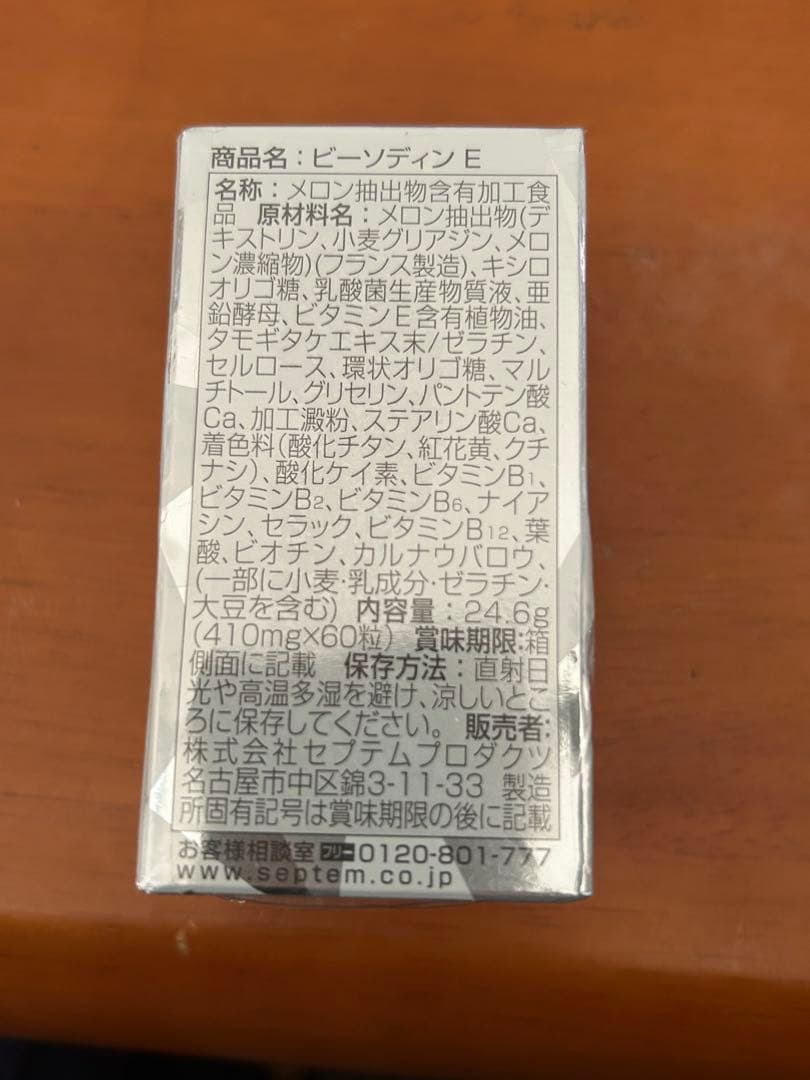 商品名：ビーソディン E
名称：メロン抽出物含有加工食
品 原材料名：メロン抽出物(デ
キストリン、小麦グリアジン、メロ
ン濃縮物)(フランス製造)、キシロ
オリゴ糖、乳酸菌生産物質液、亜
鉛酵母、ビタミンE含有植物油、
タモギタケエキス末/ゼラチン、
セルロース、環状オリゴ糖、マル
チトール、グリセリン、パントテン酸
Ca、加工澱粉、ステアリン酸Ca、
着色料(酸化チタン、紅花黄、クチ
ナシ)、酸化ケイ素、ビタミンB1、
ビタミンB2、ビタミンB6、ナイア
シン、セラック、ビタミンB12、葉
酸、ビオチン、カルナウバロウ、
(一部に小麦・乳成分・ゼラチン・
大豆を含む) 内容量：24.6g
(410mg×60粒) 賞味期限:箱
側面に記載 保存方法：直射日
光や高温多湿を避け、涼しいとこ
ろに保存してください。 販売者:
株式会社セプテムプロダクツ
名古屋市中区錦3-11-33 製造
所固有記号は賞味期限の後に記載
お客様相談室 フリー 0120-801-777
www.septem.co.jp